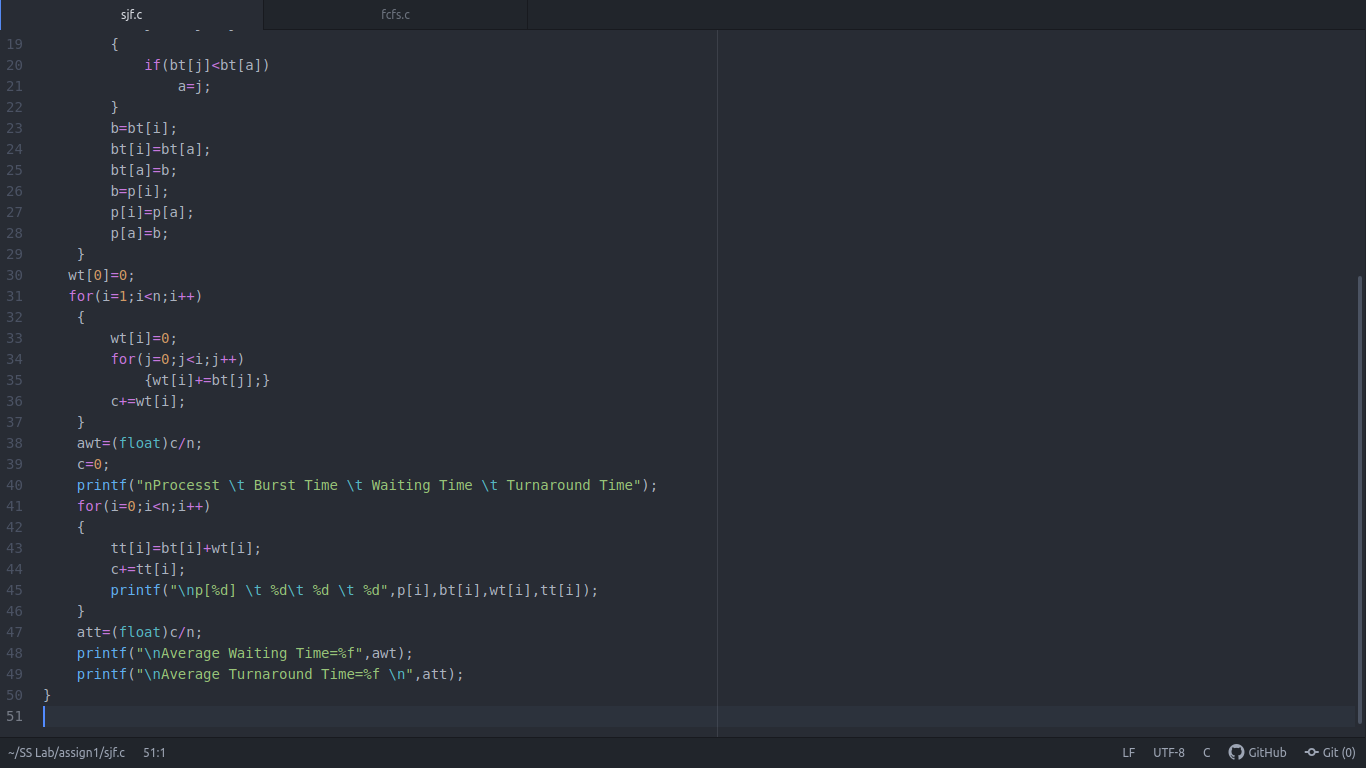 sjf.c
fcfs.c
19 {
20 if(bt[j]<bt[a])
21 a=j;
22 }
23 b=bt[i];
24 bt[i]=bt[a];
25 bt[a]=b;
26 b=p[i];
27 p[i]=p[a];
28 p[a]=b;
29 }
30 wt[0]=0;
31 for(i=1;i<n;i++)
32 {
33 wt[i]=0;
34 for(j=0;j<i;j++)
35 {wt[i]+=bt[j];}
36 c+=wt[i];
37 }
38 awt=(float)c/n;
39 c=0;
40 printf("nProcesst \t Burst Time \t Waiting Time \t Turnaround Time");
41 for(i=0;i<n;i++)
42 {
43 tt[i]=bt[i]+wt[i];
44 c+=tt[i];
45 printf("\np[%d] \t %d\t %d \t %d",p[i],bt[i],wt[i],tt[i]);
46 }
47 att=(float)c/n;
48 printf("\nAverage Waiting Time=%f",awt);
49 printf("\nAverage Turnaround Time=%f \n",att);
50 }
51
~/SS Lab/assign1/sjf.c 51:1 LF UTF-8 C GitHub Git (0)